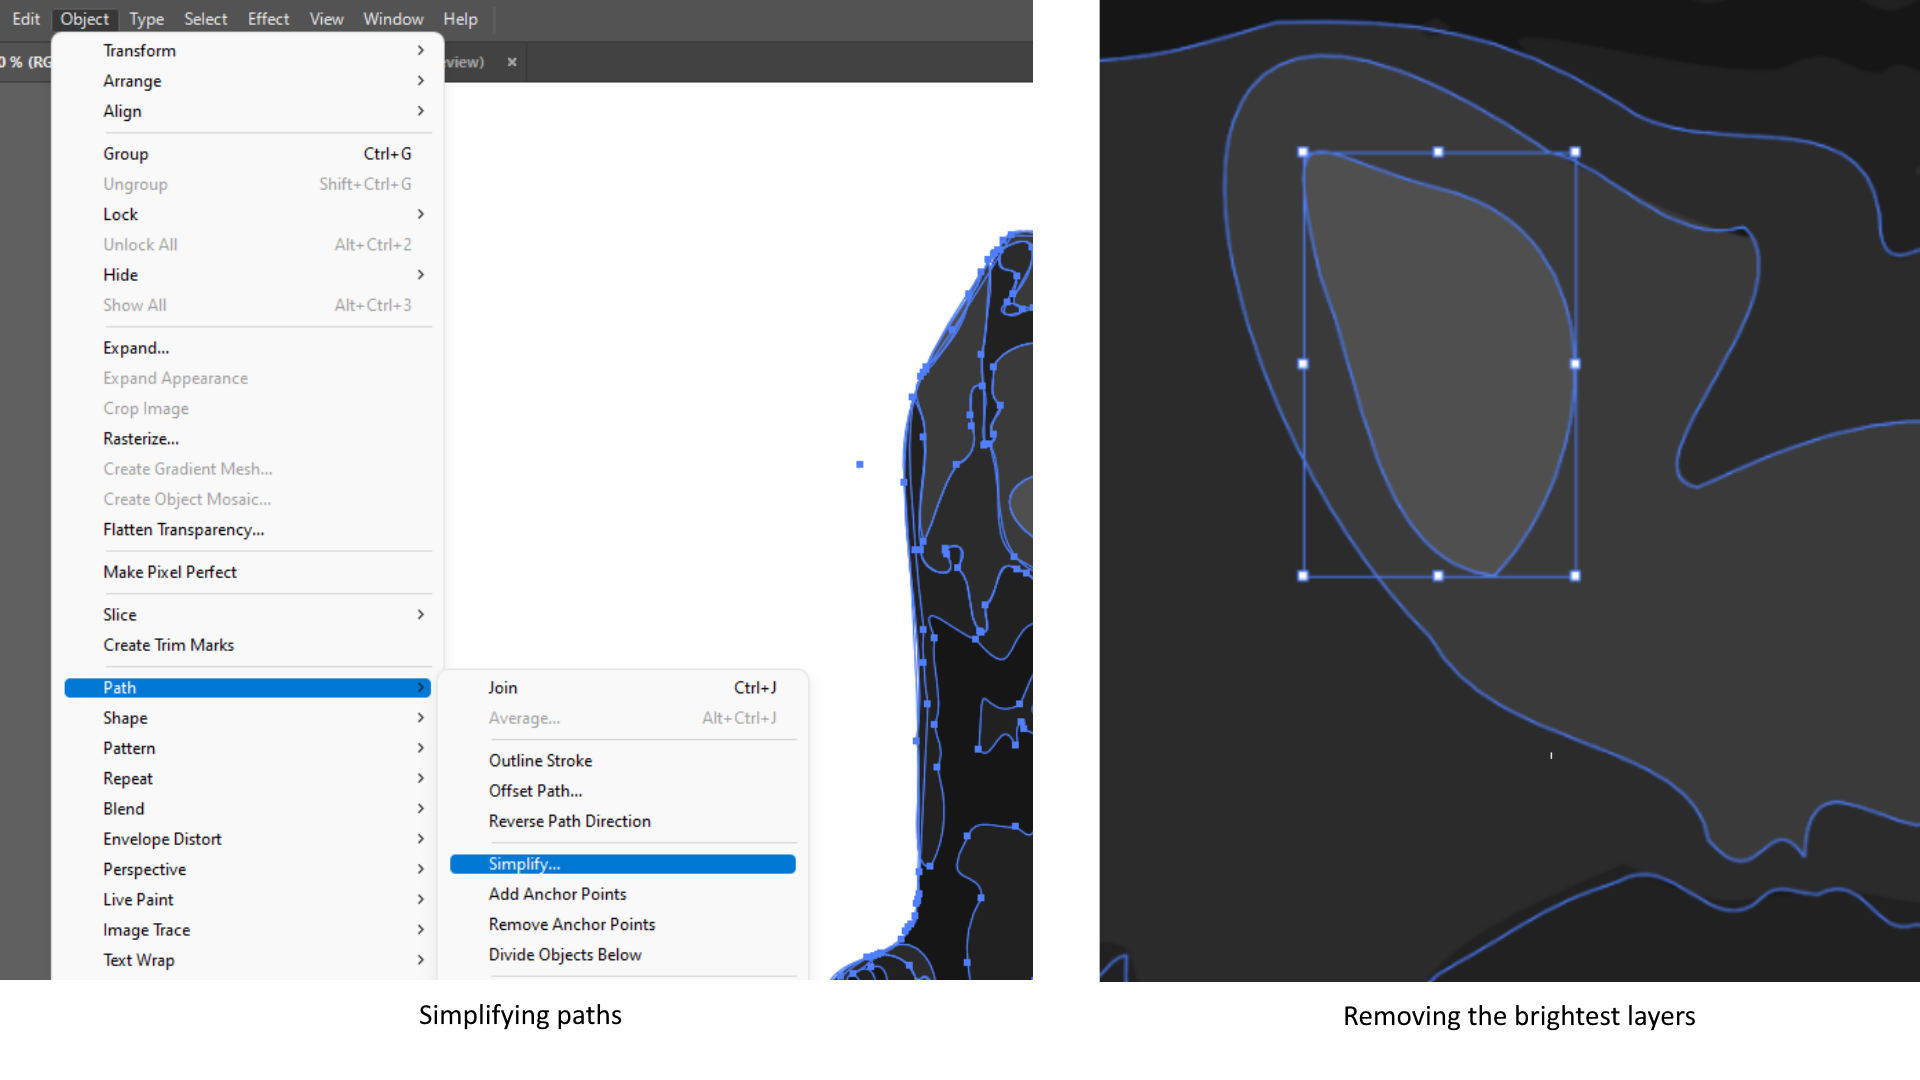 Edit Object Type Select Effect View Window Help
0 % (RG view) ×
Transform
Arrange
Align
Group Ctrl+G
Ungroup Shift+Ctrl+G
Lock
Unlock All Alt+Ctrl+2
Hide
Show All Alt+Ctrl+3
Expand...
Expand Appearance
Crop Image
Rasterize...
Create Gradient Mesh...
Create Object Mosaic...
Flatten Transparency...
Make Pixel Perfect
Slice
Create Trim Marks
Path
Shape
Pattern
Repeat
Blend
Envelope Distort
Perspective
Live Paint
Image Trace
Text Wrap
Join Ctrl+J
Average... Alt+Ctrl+J
Outline Stroke
Offset Path...
Reverse Path Direction
Simplify...
Add Anchor Points
Remove Anchor Points
Divide Objects Below
Simplifying paths
Removing the brightest layers